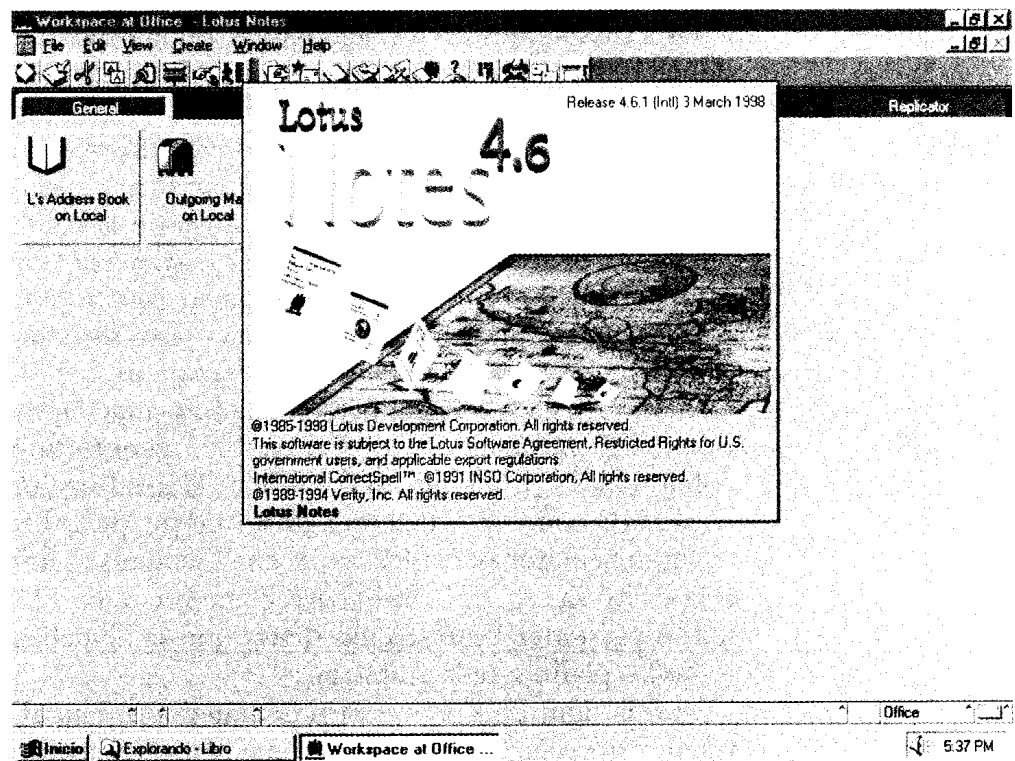 Workspace at Office - Lotus Notes
File Edit View Create Window Help
General
Replicator
L's Address Book
on Local
Outgoing Ma
on Local
Release 4.6.1 (Intl) 3 March 1998
Lotus
Notes
4.6
©1985-1998 Lotus Development Corporation. All rights reserved.
This software is subject to the Lotus Software Agreement, Restricted Rights for U.S.
government users, and applicable export regulations.
International CorrectSpell™ ©1991 INSO Corporation, All rights reserved.
©1989-1994 Verity, Inc. All rights reserved.
Lotus Notes
Office
Inicio
Explorando - Libro
Workspace at Office ...
5:37 PM